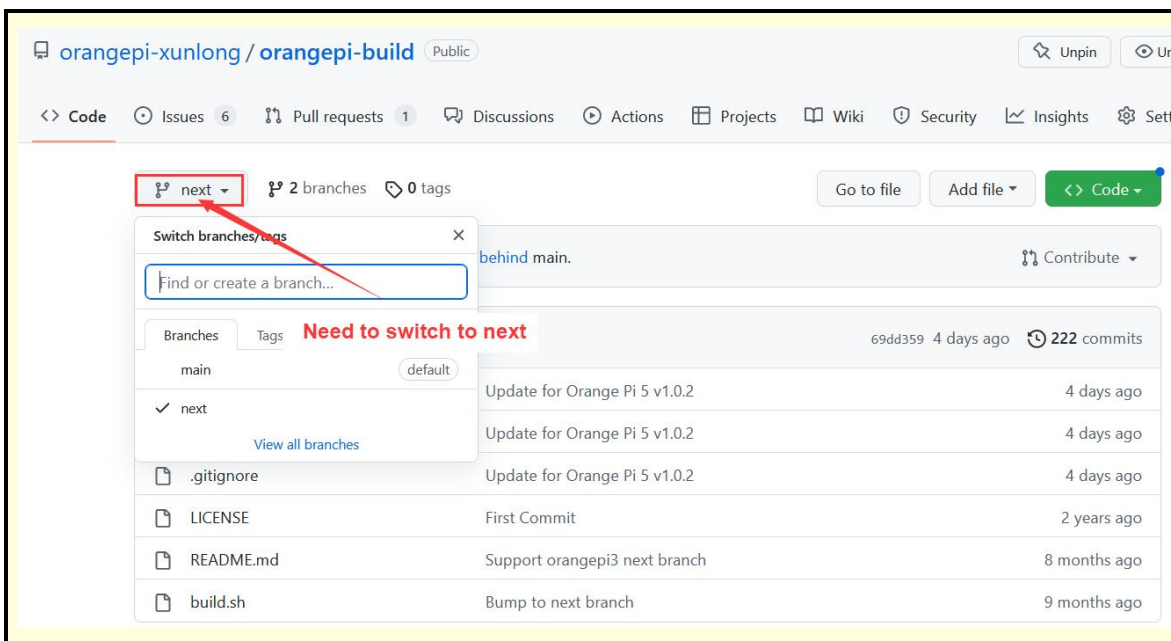 orangepi-xunlong / orangepi-build Public Unpin Un
<> Code Issues 6 Pull requests 1 Discussions Actions Projects Wiki Security Insights Sett
next 2 branches 0 tags Go to file Add file <> Code
Switch branches/tags
behind main. Contribute
Find or create a branch...
Need to switch to next
Branches Tags 69dd359 4 days ago 222 commits
main default
Update for Orange Pi 5 v1.0.2 4 days ago
next
Update for Orange Pi 5 v1.0.2 4 days ago
View all branches
.gitignore Update for Orange Pi 5 v1.0.2 4 days ago
LICENSE First Commit 2 years ago
README.md Support orangepi3 next branch 8 months ago
build.sh Bump to next branch 9 months ago